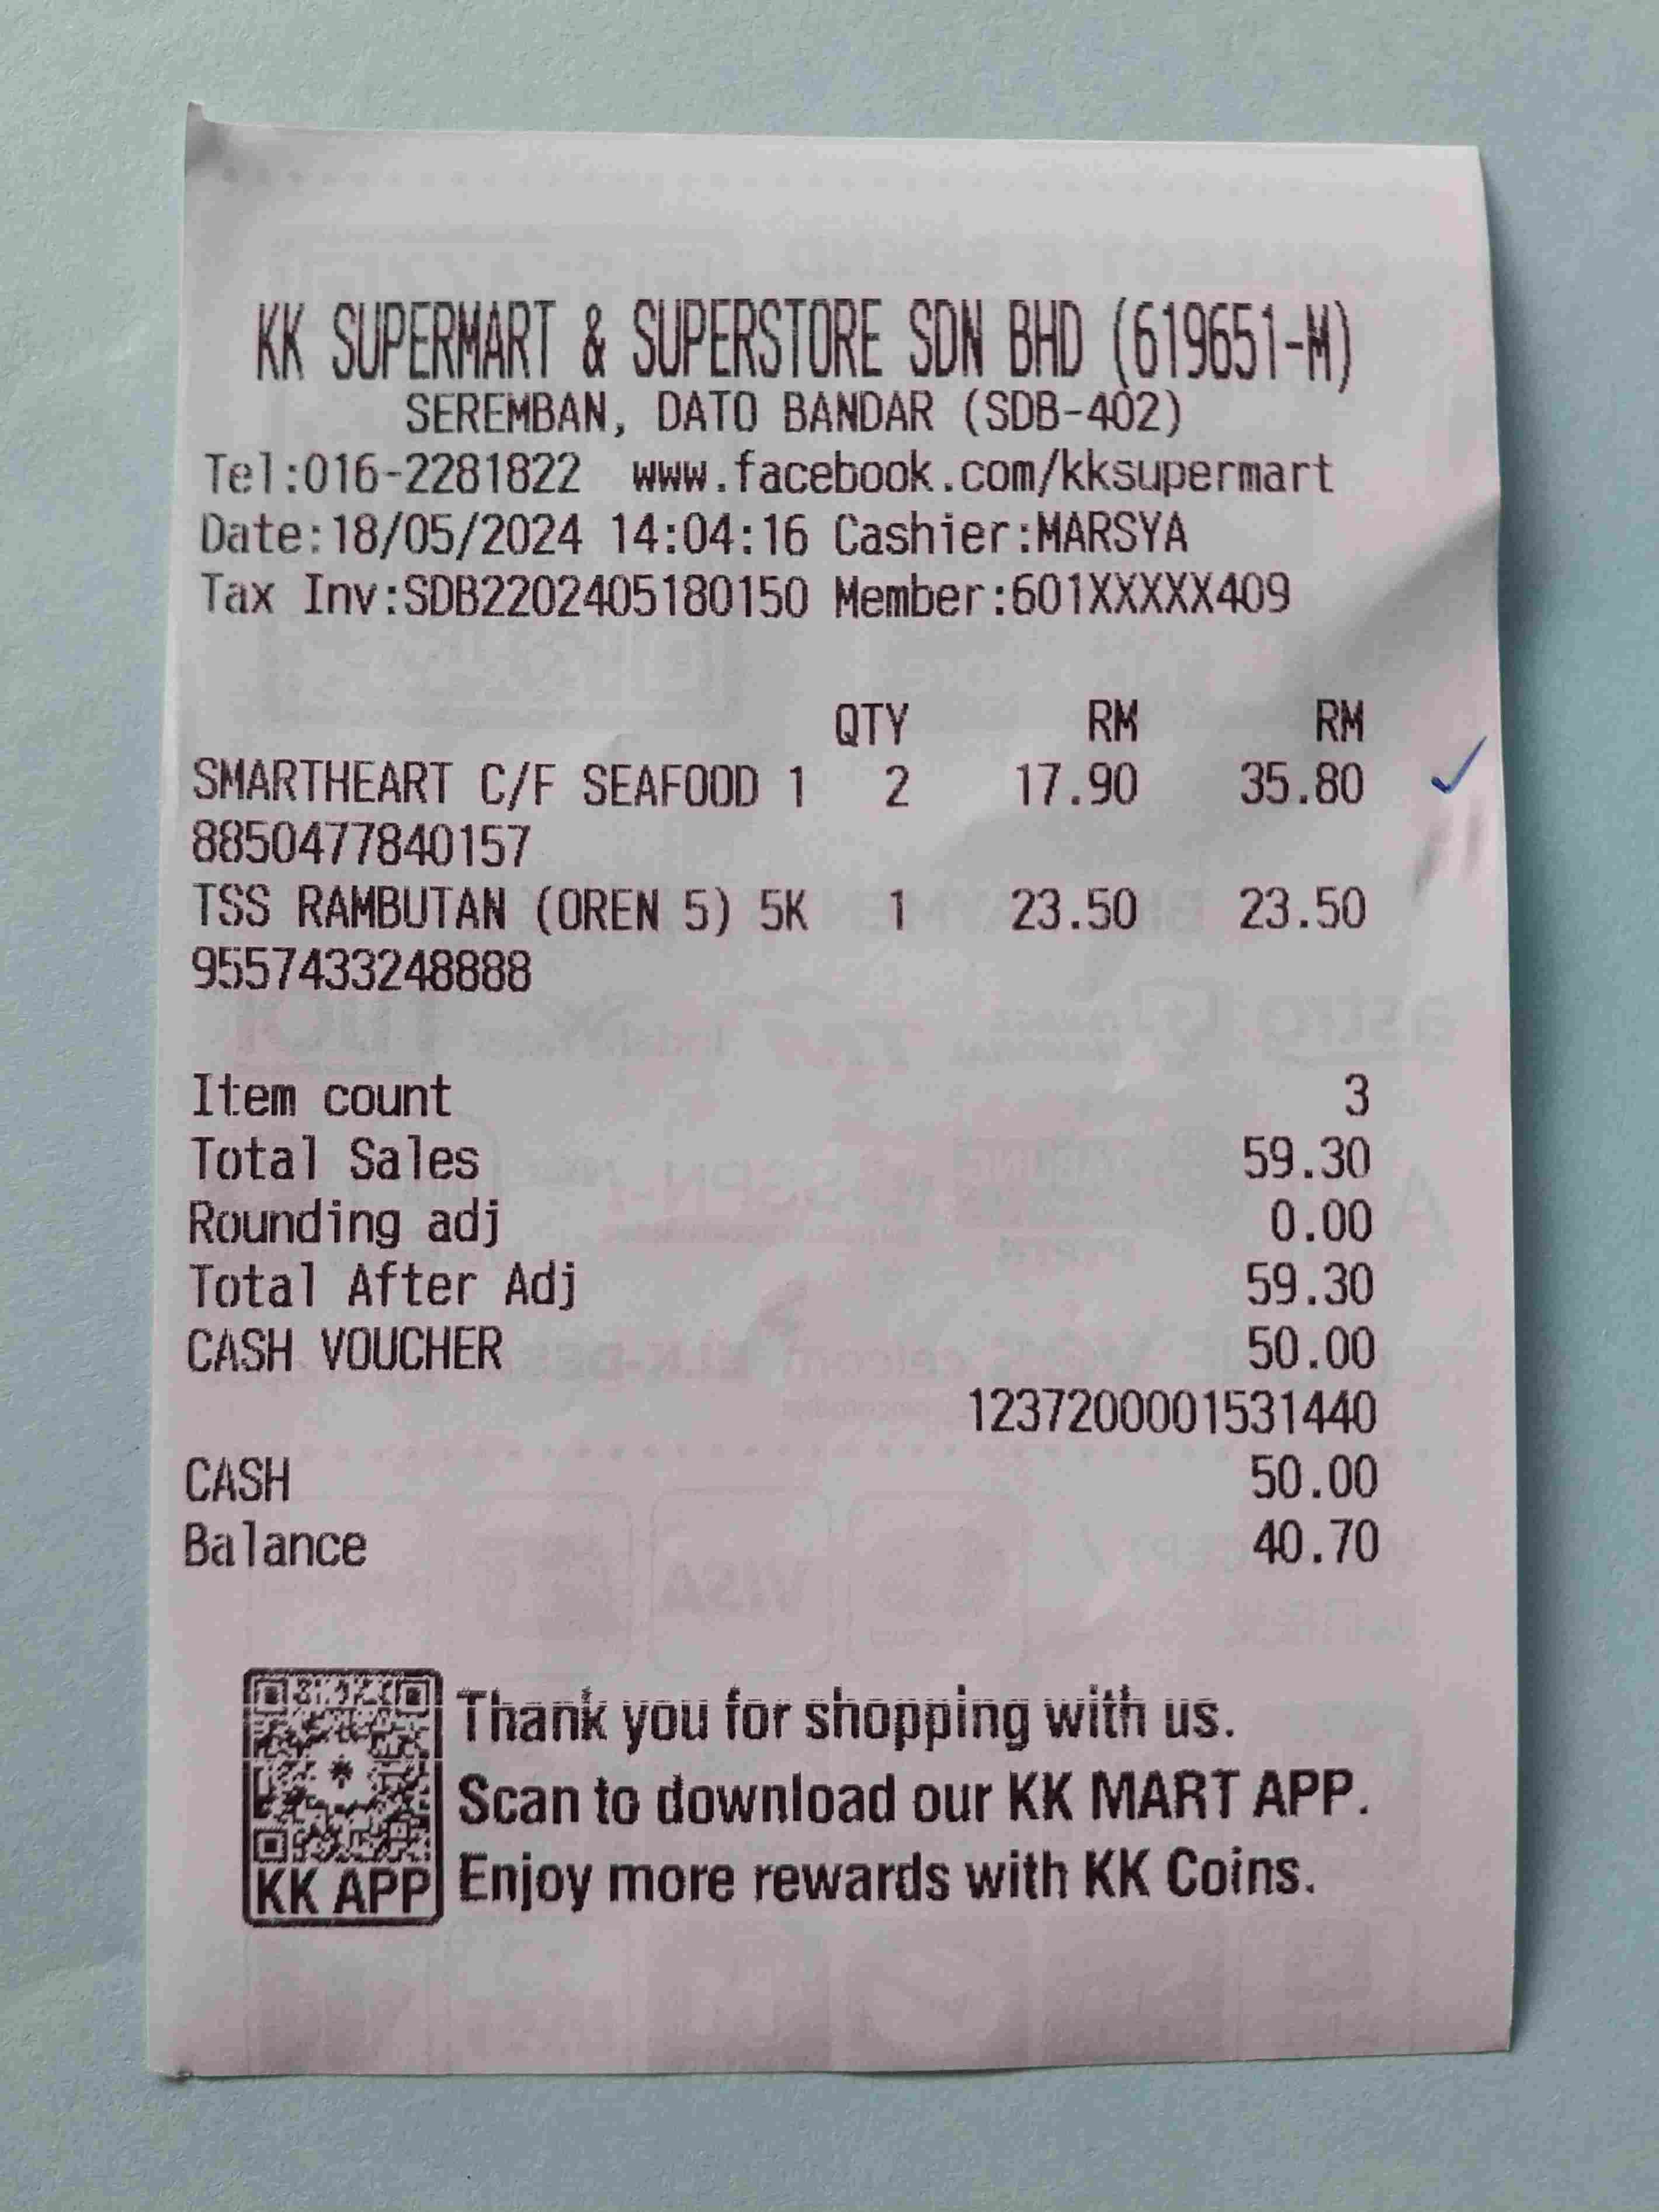 KK SUPERMART & SUPERSTORE SDN BHD (619651-M)
SEREMBAN, DATO BANDAR (SDB-402)
Tel:016-2281822 www.facebook.com/kksupermart
Date:18/05/2024 14:04:16 Cashier:MARSYA
Tax Inv:SDB2202405180150 Member:601XXXXX409
QTY RM RM
SMARTHEART C/F SEAFOOD 1 2 17.90 35.80
8850477840157
TSS RAMBUTAN (OREN 5) 5K 1 23.50 23.50
9557433248888
Item count 3
Total Sales 59.30
Rounding adj 0.00
Total After Adj 59.30
CASH VOUCHER 50.00
1237200001531440
CASH 50.00
Balance 40.70
Thank you for shopping with us.
Scan to download our KK MART APP.
Enjoy more rewards with KK Coins.
KK APP